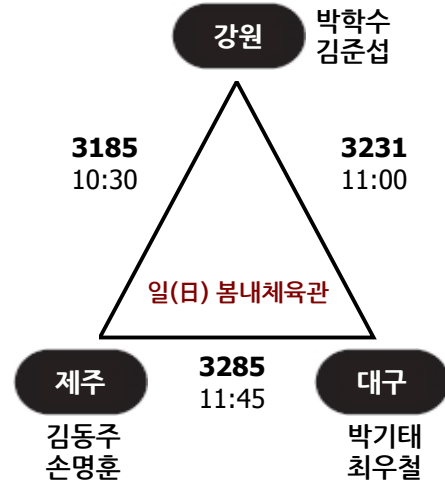 강원
박학수
김준섭
3185
10:30
3231
11:00
일(日) 봄내체육관
제주
3285
11:45
대구
김동주
손명훈
박기태
최우철